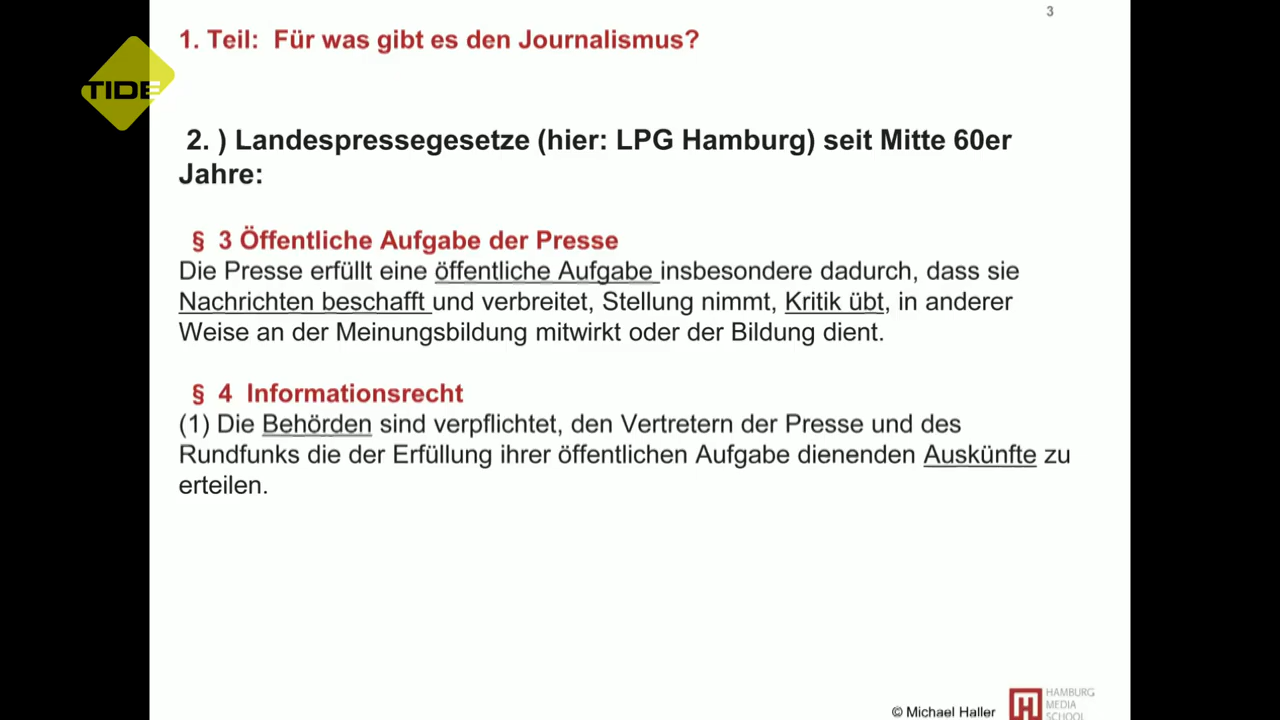 3
1. Teil: Für was gibt es den Journalismus?
TIDE
2. ) Landespressegesetze (hier: LPG Hamburg) seit Mitte 60er
Jahre:
§ 3 Öffentliche Aufgabe der Presse
Die Presse erfüllt eine öffentliche Aufgabe insbesondere dadurch, dass sie
Nachrichten beschafft und verbreitet, Stellung nimmt, Kritik übt, in anderer
Weise an der Meinungsbildung mitwirkt oder der Bildung dient.
§ 4 Informationsrecht
(1) Die Behörden sind verpflichtet, den Vertretern der Presse und des
Rundfunks die der Erfüllung ihrer öffentlichen Aufgabe dienenden Auskünfte zu
erteilen.
© Michael Haller
HAMBURG
MEDIA
SCHOOL